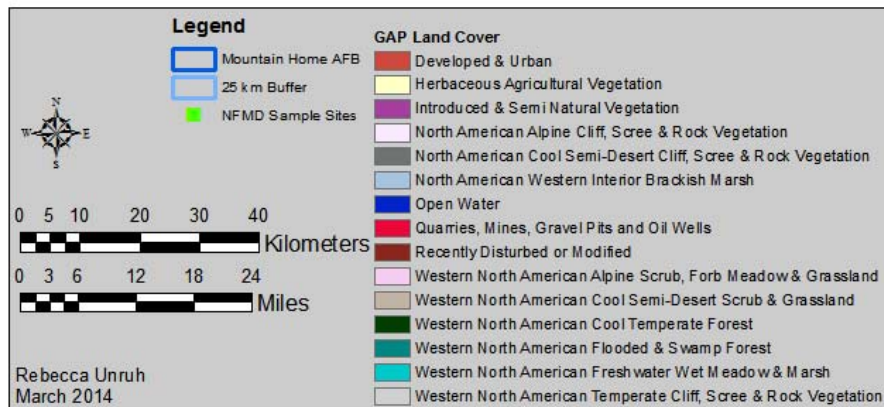 Legend
Mountain Home AFB
25 km Buffer
NFMD Sample Sites
N
W E
S
0 5 10 20 30 40
Kilometers
0 3 6 12 18 24
Miles
Rebecca Unruh
March 2014
GAP Land Cover
Developed & Urban
Herbaceous Agricultural Vegetation
Introduced & Semi Natural Vegetation
North American Alpine Cliff, Scree & Rock Vegetation
North American Cool Semi-Desert Cliff, Scree & Rock Vegetation
North American Western Interior Brackish Marsh
Open Water
Quarries, Mines, Gravel Pits and Oil Wells
Recently Disturbed or Modified
Western North American Alpine Scrub, Forb Meadow & Grassland
Western North American Cool Semi-Desert Scrub & Grassland
Western North American Cool Temperate Forest
Western North American Flooded & Swamp Forest
Western North American Freshwater Wet Meadow & Marsh
Western North American Temperate Cliff, Scree & Rock Vegetation